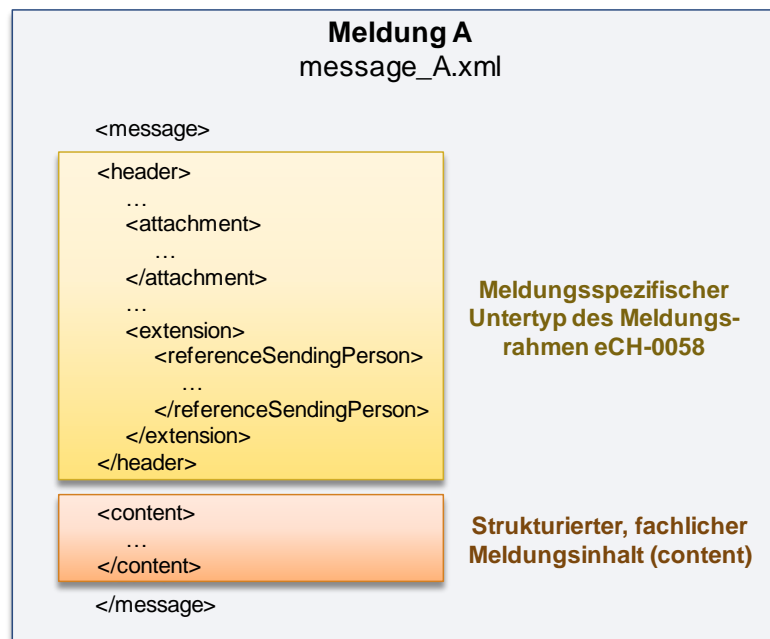 Meldung A
message_A.xml
<message>
<header>
…
<attachment>
…
</attachment>
…
<extension>
<referenceSendingPerson>
…
</referenceSendingPerson>
</extension>
</header>
Meldungsspezifischer
Untertyp des Meldungs-
rahmen eCH-0058
<content>
…
</content>
Strukturierter, fachlicher
Meldungsinhalt (content)
</message>